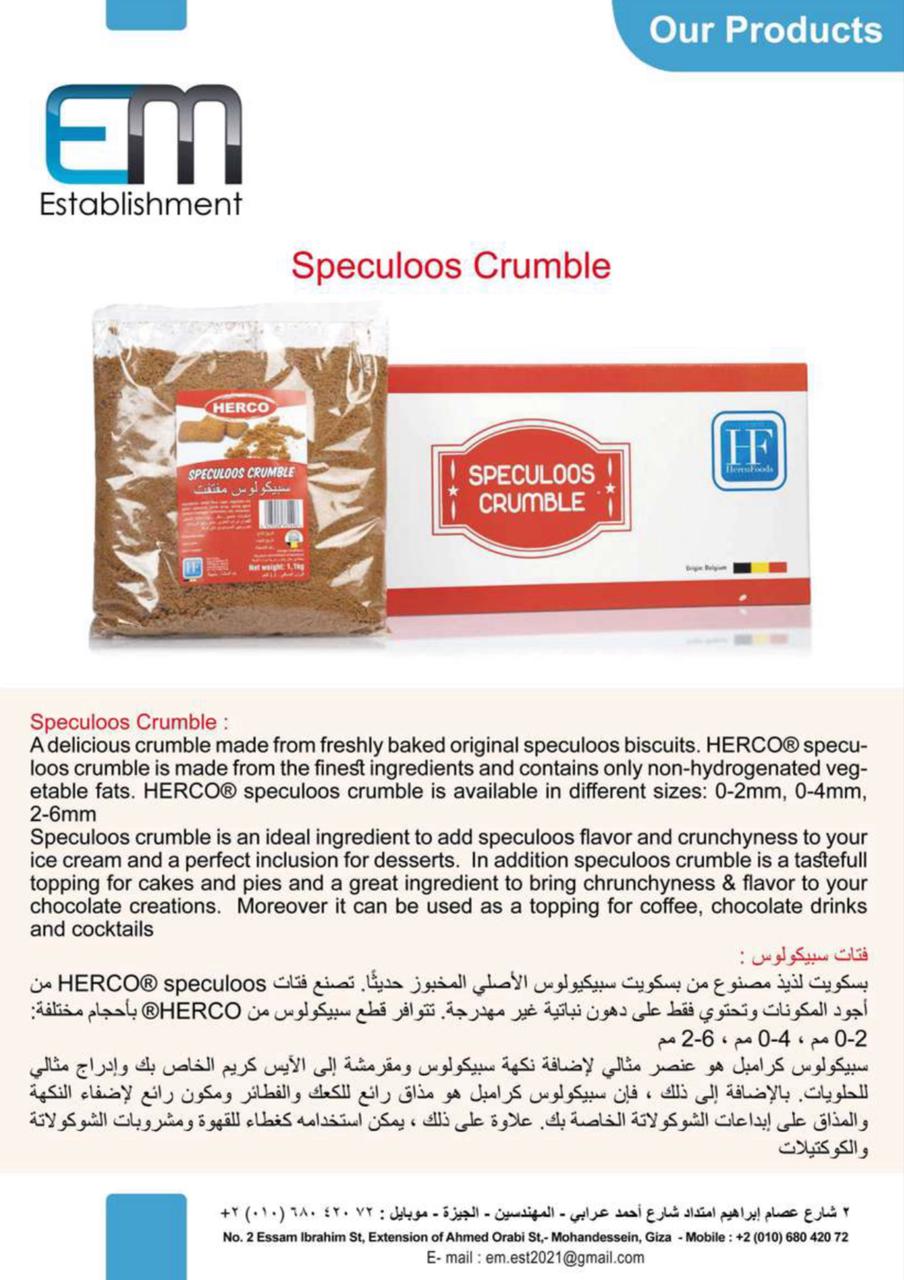 Our Products
EM
Establishment
Speculoos Crumble
HERCO
SPECULOOS CRUMBLE
سبيكولوس مفتفت
Net weight: 1,1kg
HF
HercoFoods
SPECULOOS
CRUMBLE
Origin: Belgium
Speculoos Crumble :
A delicious crumble made from freshly baked original speculoos biscuits. HERCO® specu-
loos crumble is made from the finest ingredients and contains only non-hydrogenated veg-
etable fats. HERCO® speculoos crumble is available in different sizes: 0-2mm, 0-4mm,
2-6mm
Speculoos crumble is an ideal ingredient to add speculoos flavor and crunchyness to your
ice cream and a perfect inclusion for desserts. In addition speculoos crumble is a tastefull
topping for cakes and pies and a great ingredient to bring chrunchyness & flavor to your
chocolate creations. Moreover it can be used as a topping for coffee, chocolate drinks
and cocktails
فتات سبيكولوس :
بسكويت لذيذ مصنوع من بسكويت سبيكيولوس الأصلي المخبوز حديثًا. تصنع فتات HERCO® speculoos من
أجود المكونات وتحتوي فقط على دهون نباتية غير مهدرجة. تتوافر قطع سبيكولوس من HERCO® بأحجام مختلفة:
0-2 مم ، 0-4 مم ، 2-6 مم
سبيكولوس كرامبل هو عنصر مثالي لإضافة نكهة سبيكولوس ومقرمشة إلى الآيس كريم الخاص بك وإدراج مثالي
للحلويات. بالإضافة إلى ذلك ، فإن سبيكولوس كرامبل هو مذاق رائع للكعك والفطائر ومكون رائع لإضفاء النكهة
والمذاق على إبداعات الشوكولاتة الخاصة بك. علاوة على ذلك ، يمكن استخدامه كغطاء للقهوة ومشروبات الشوكولاتة
والكوكتيلات
٢ شارع عصام إبراهيم امتداد شارع أحمد عرابي - المهندسين - الجيزة - موبايل : ٧٢ ٤٢٠ ٦٨٠ (٠١٠) ٢+
No. 2 Essam Ibrahim St, Extension of Ahmed Orabi St,- Mohandessein, Giza - Mobile : +2 (010) 680 420 72
E- mail : em.est2021@gmail.com